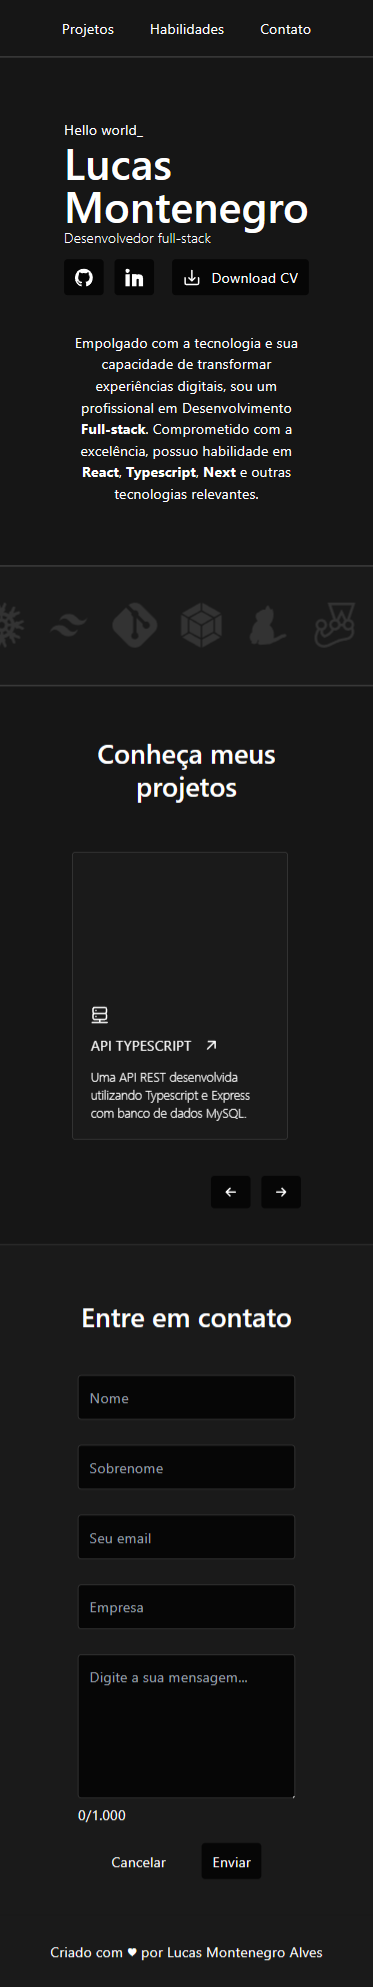 Projetos Habilidades Contato
Hello world_
Lucas
Montenegro
Desenvolvedor full-stack
Download CV
Empolgado com a tecnologia e sua
capacidade de transformar
experiências digitais, sou um
profissional em Desenvolvimento
Full-stack. Comprometido com a
excelência, possuo habilidade em
React, Typescript, Next e outras
tecnologias relevantes.
Conheça meus
projetos
API TYPESCRIPT
Uma API REST desenvolvida
utilizando Typescript e Express
com banco de dados MySQL.
Entre em contato
Nome
Sobrenome
Seu email
Empresa
Digite a sua mensagem...
0/1.000
Cancelar Enviar
Criado com ♥ por Lucas Montenegro Alves